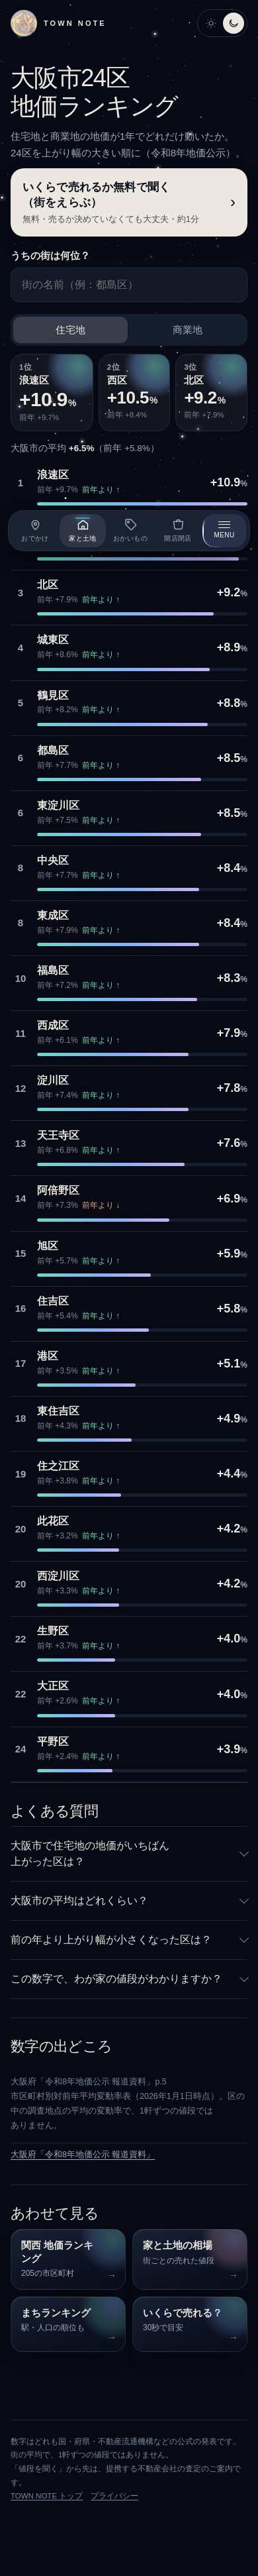 TOWN NOTE
大阪市24区
地価ランキング
住宅地と商業地の地価が1年でどれだけ動いたか。
24区を上がり幅の大きい順に（令和8年地価公示）。
いくらで売れるか無料で聞く
（街をえらぶ）
無料・売るか決めていなくても大丈夫・約1分
うちの街は何位？
街の名前（例：都島区）
住宅地 商業地
1位 2位 3位
浪速区 西区 北区
+10.9% +10.5% +9.2%
前年 +9.7% 前年 +8.4% 前年 +7.9%
大阪市の平均 +6.5%（前年 +5.8%）
1 浪速区 +10.9%
前年 +9.7% 前年より ↑
おでかけ 家と土地 おかいもの 開店閉店 MENU
3 北区 +9.2%
前年 +7.9% 前年より ↑
4 城東区 +8.9%
前年 +8.6% 前年より ↑
5 鶴見区 +8.8%
前年 +8.2% 前年より ↑
6 都島区 +8.5%
前年 +7.7% 前年より ↑
6 東淀川区 +8.5%
前年 +7.5% 前年より ↑
8 中央区 +8.4%
前年 +7.7% 前年より ↑
8 東成区 +8.4%
前年 +7.9% 前年より ↑
10 福島区 +8.3%
前年 +7.2% 前年より ↑
11 西成区 +7.9%
前年 +6.1% 前年より ↑
12 淀川区 +7.8%
前年 +7.4% 前年より ↑
13 天王寺区 +7.6%
前年 +6.8% 前年より ↑
14 阿倍野区 +6.9%
前年 +7.3% 前年より ↓
15 旭区 +5.9%
前年 +5.7% 前年より ↑
16 住吉区 +5.8%
前年 +5.4% 前年より ↑
17 港区 +5.1%
前年 +3.5% 前年より ↑
18 東住吉区 +4.9%
前年 +4.3% 前年より ↑
19 住之江区 +4.4%
前年 +3.8% 前年より ↑
20 此花区 +4.2%
前年 +3.2% 前年より ↑
20 西淀川区 +4.2%
前年 +3.3% 前年より ↑
22 生野区 +4.0%
前年 +3.7% 前年より ↑
22 大正区 +4.0%
前年 +2.6% 前年より ↑
24 平野区 +3.9%
前年 +2.4% 前年より ↑
よくある質問
大阪市で住宅地の地価がいちばん
上がった区は？
大阪市の平均はどれくらい？
前の年より上がり幅が小さくなった区は？
この数字で、わが家の値段がわかりますか？
数字の出どころ
大阪府「令和8年地価公示 報道資料」p.5
市区町村別対前年平均変動率表（2026年1月1日時点）。区の
中の調査地点の平均の変動率で、1軒ずつの値段では
ありません。
大阪府「令和8年地価公示 報道資料」
あわせて見る
関西 地価ランキ
ング
205の市区町村 →
家と土地の相場
街ごとの売れた値段 →
まちランキング
駅・人口の順位も →
いくらで売れる？
30秒で目安 →
数字はどれも国・府県・不動産流通機構などの公式の発表です。
街の平均で、1軒ずつの値段ではありません。
「値段を聞く」から先は、提携する不動産会社の査定のご案内で
す。
TOWN NOTE トップ プライバシー